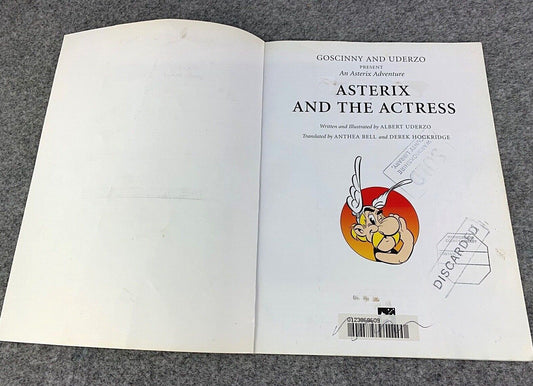 GOSCINNY AND UDERZO
PRESENT
An Asterix Adventure
ASTERIX
AND THE ACTRESS
Written and Illustrated by ALBERT UDERZO
Translated by ANTHEA BELL and DEREK HOCKRIDGE
SOLD
DISCARDED
0123868609